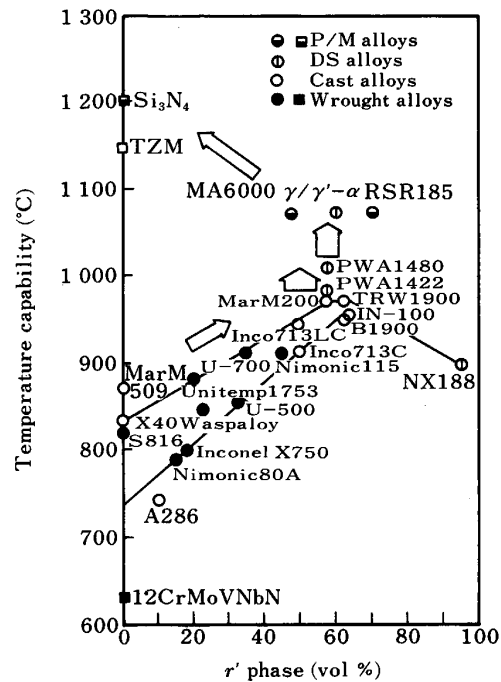 1 300
P/M alloys
DS alloys
Cast alloys
Wrought alloys
1 200
Si₃N₄
TZM
MA6000 γ/γ′-α RSR185
1 100
PWA1480
1 000
PWA1422
MarM200
TRW1900
IN-100
B1900
Inco713LC
Inco713C
900
MarM
509
U-700
Nimonic115
NX188
Unitemp1753
U-500
X40
Waspaloy
S816
800
Inconel X750
Nimonic80A
A286
700
12CrMoVNbN
600
0
20
40
60
80
100
r′ phase (vol %)
Temperature capability (°C)